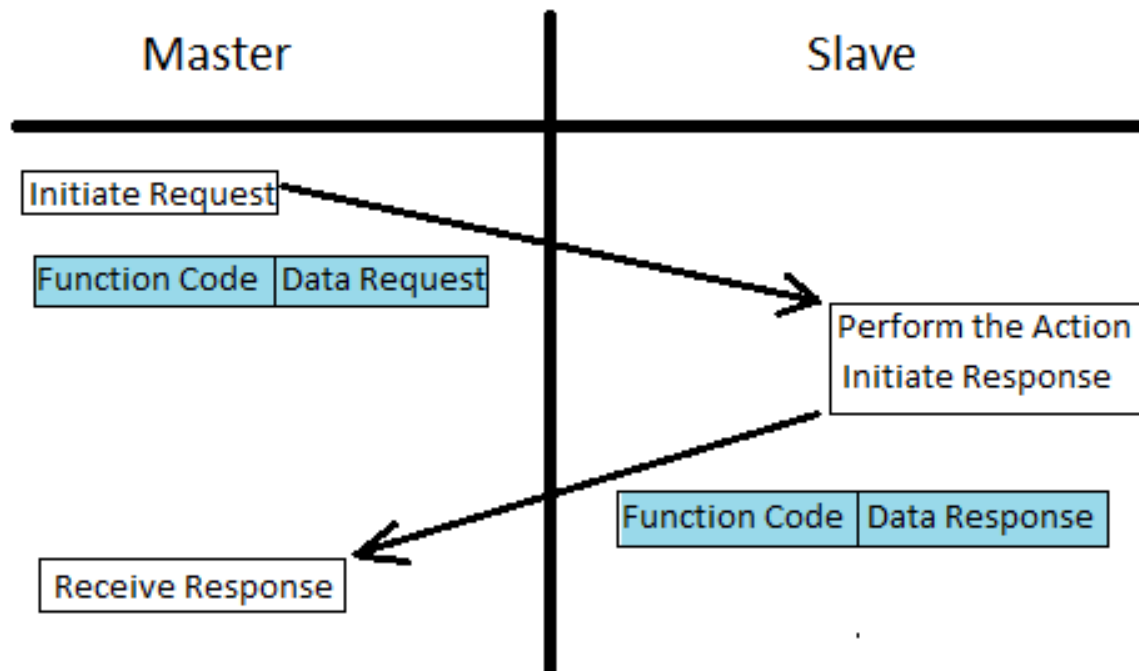 Master
Slave
Initiate Request
Function Code
Data Request
Perform the Action
Initiate Response
Function Code
Data Response
Receive Response